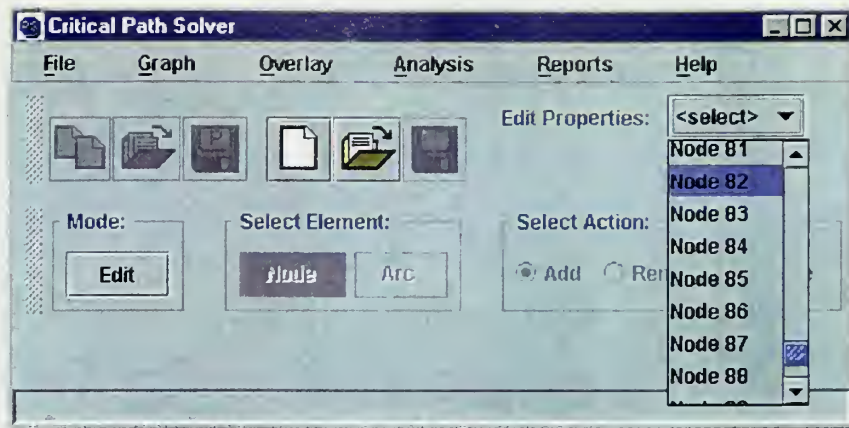 PS Critical Path Solver
File Graph Overlay Analysis Reports Help
Edit Properties: <select>
Node 81
Node 82
Node 83
Node 84
Node 85
Node 86
Node 87
Node 88
Mode:
Edit
Select Element:
Node Arc
Select Action:
Add